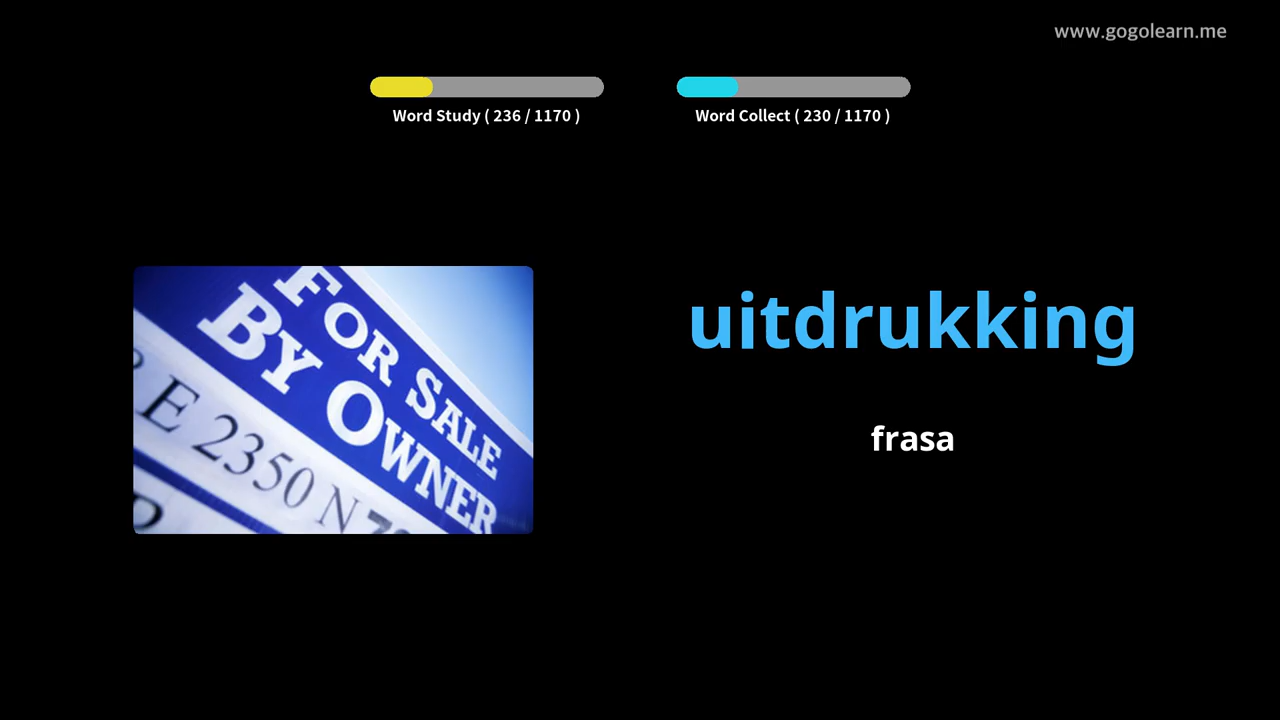 www.gogolearn.me
Word Study ( 236 / 1170 )
Word Collect ( 230 / 1170 )
FOR SALE
BY OWNER
E 2350 N
uitdrukking
frasa